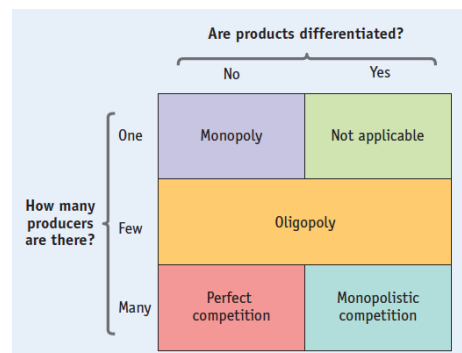 Are products differentiated?
No
Yes
One
Monopoly
Not applicable
How many
producers
are there?
Few
Oligopoly
Many
Perfect
competition
Monopolistic
competition